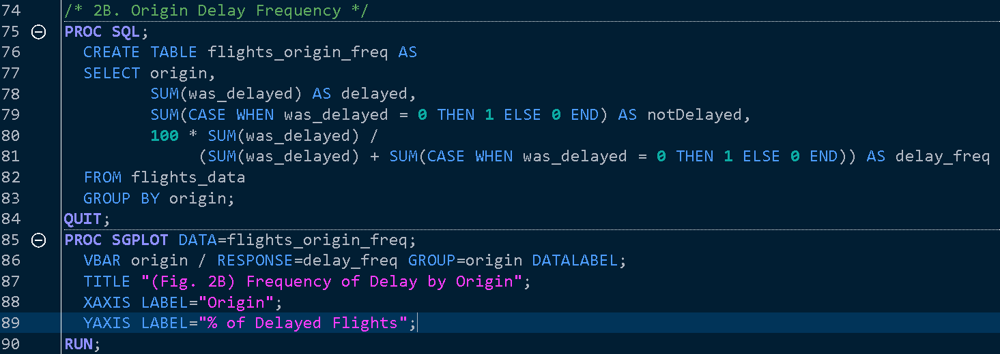 74 /* 2B. Origin Delay Frequency */
75 PROC SQL;
76 CREATE TABLE flights_origin_freq AS
77 SELECT origin,
78 SUM(was_delayed) AS delayed,
79 SUM(CASE WHEN was_delayed = 0 THEN 1 ELSE 0 END) AS notDelayed,
80 100 * SUM(was_delayed) /
81 (SUM(was_delayed) + SUM(CASE WHEN was_delayed = 0 THEN 1 ELSE 0 END)) AS delay_freq
82 FROM flights_data
83 GROUP BY origin;
84 QUIT;
85 PROC SGPLOT DATA=flights_origin_freq;
86 VBAR origin / RESPONSE=delay_freq GROUP=origin DATALABEL;
87 TITLE "(Fig. 2B) Frequency of Delay by Origin";
88 XAXIS LABEL="Origin";
89 YAXIS LABEL="% of Delayed Flights";
90 RUN;